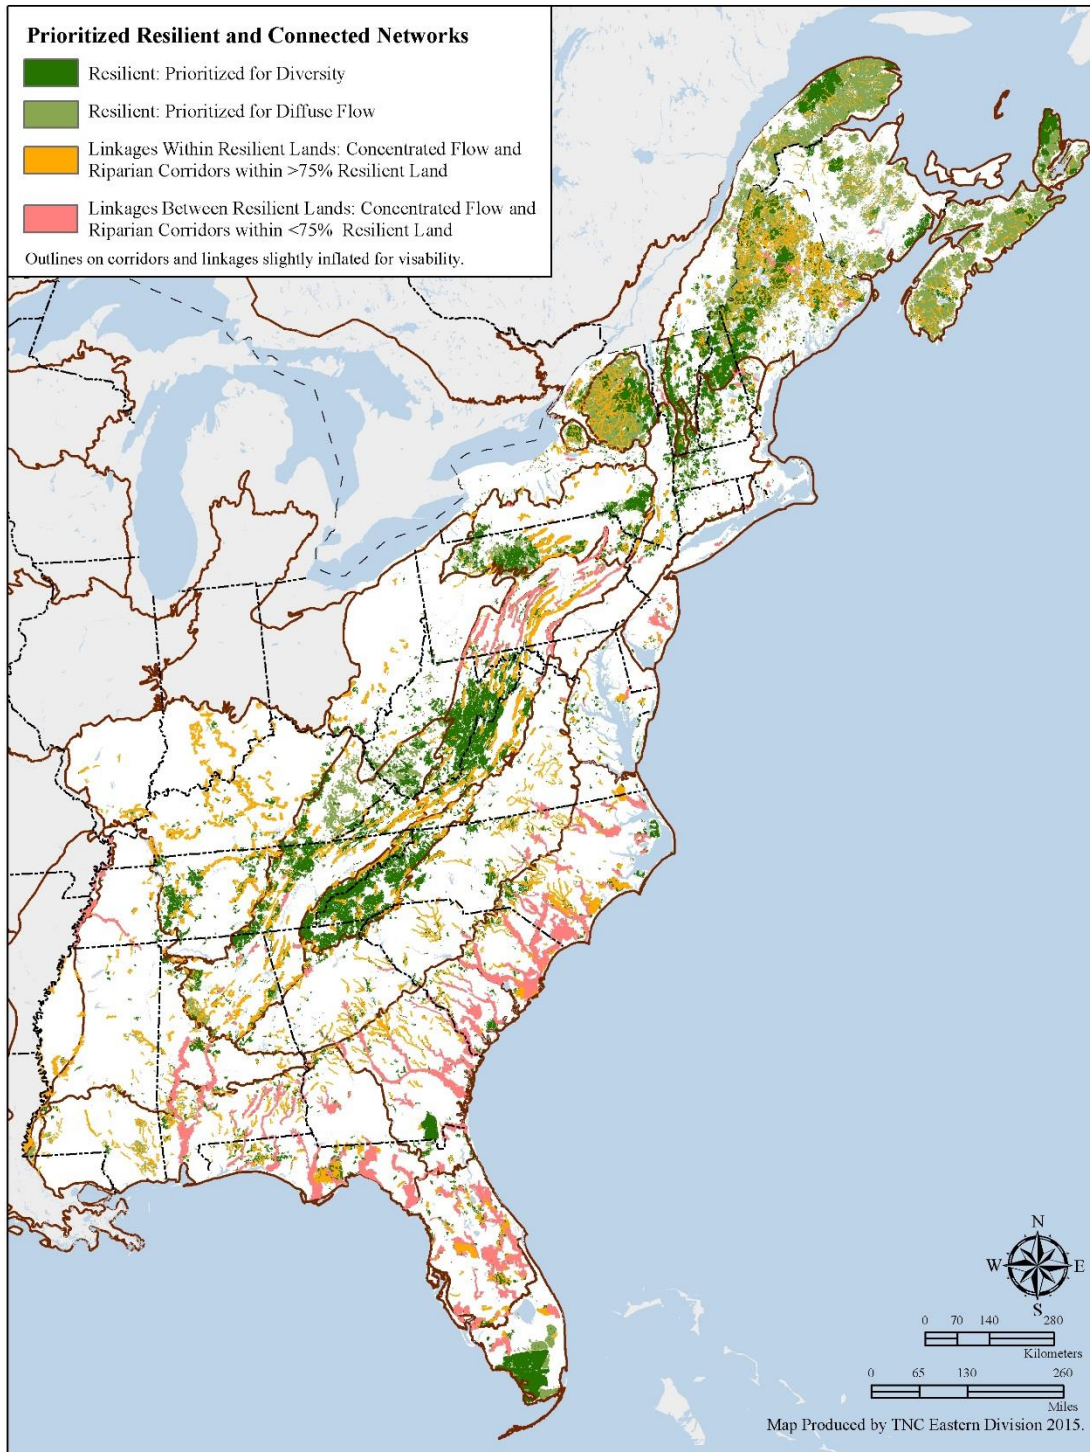 Prioritized Resilient and Connected Networks
Resilient: Prioritized for Diversity
Resilient: Prioritized for Diffuse Flow
Linkages Within Resilient Lands: Concentrated Flow and
Riparian Corridors within >75% Resilient Land
Linkages Between Resilient Lands: Concentrated Flow and
Riparian Corridors within <75% Resilient Land
Outlines on corridors and linkages slightly inflated for visability.
N
W E
S
0 70 140 280
Kilometers
0 65 130 260
Miles
Map Produced by TNC Eastern Division 2015.